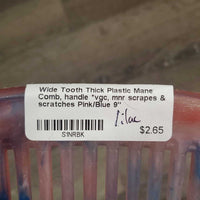 Wide Tooth Thick Plastic Mane
Comb, handle *vgc, mnr scrapes &
scratches Pink/Blue 9"
lilac
S1NRBK
$2.65